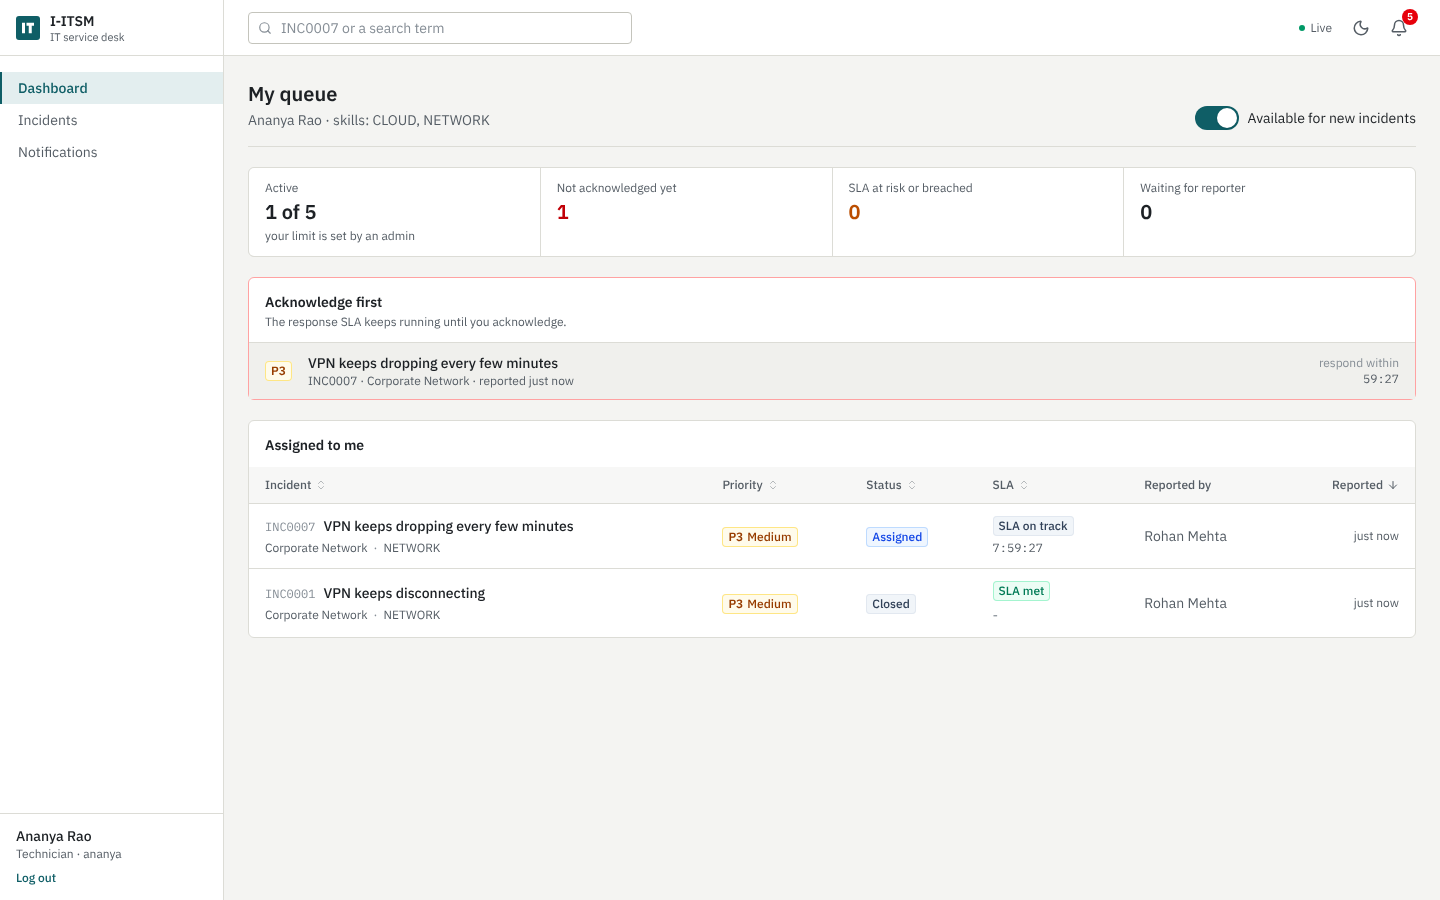 IT
I-ITSM
IT service desk
INC0007 or a search term
Live
5
Dashboard
Incidents
Notifications
My queue
Ananya Rao · skills: CLOUD, NETWORK
Available for new incidents
Active
1 of 5
your limit is set by an admin
Not acknowledged yet
1
SLA at risk or breached
0
Waiting for reporter
0
Acknowledge first
The response SLA keeps running until you acknowledge.
P3
VPN keeps dropping every few minutes
INC0007 · Corporate Network · reported just now
respond within
59:27
Assigned to me
Incident Priority Status SLA Reported by Reported
INC0007 VPN keeps dropping every few minutes
Corporate Network · NETWORK
P3 Medium
Assigned
SLA on track
7:59:27
Rohan Mehta
just now
INC0001 VPN keeps disconnecting
Corporate Network · NETWORK
P3 Medium
Closed
SLA met
-
Rohan Mehta
just now
Ananya Rao
Technician · ananya
Log out